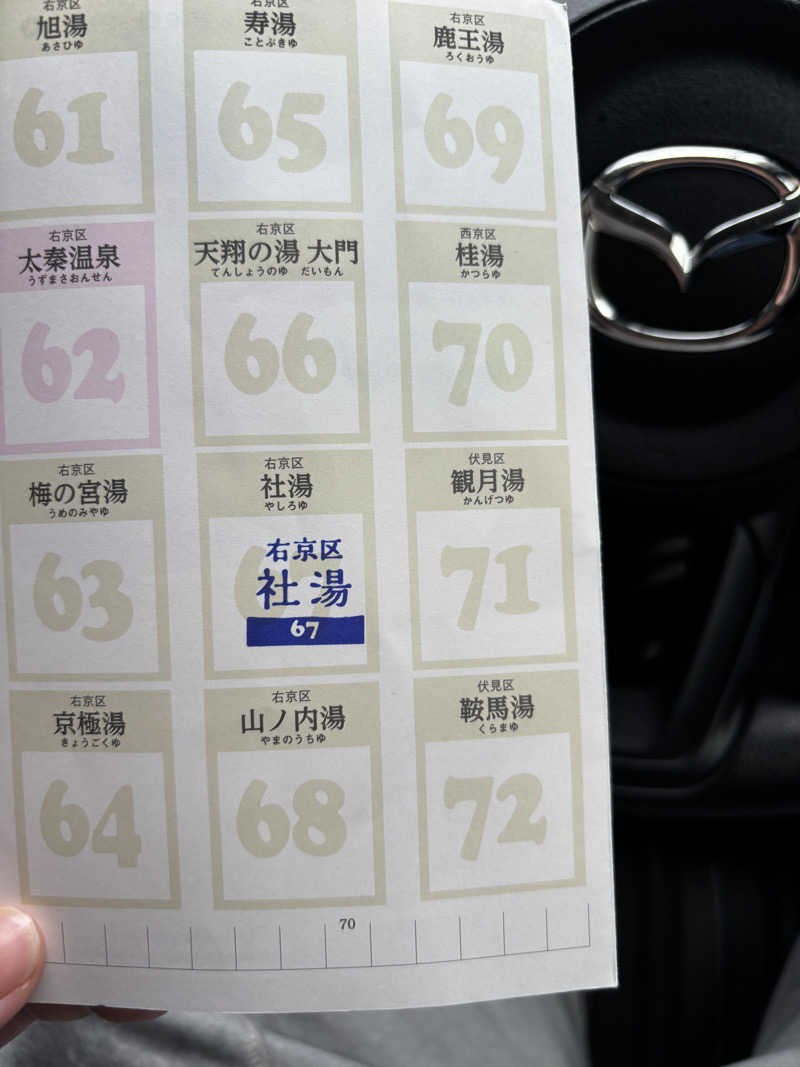 右京区
旭湯
あさひゆ
61
右京区
太秦温泉
うずまさおんせん
62
右京区
梅の宮湯
うめのみやゆ
63
右京区
京極湯
きょうごくゆ
64
右京区
寿湯
ことぶきゆ
65
右京区
天翔の湯 大門
てんしょうのゆ だいもん
66
右京区
社湯
やしろゆ
右京区
社湯
67
右京区
山ノ内湯
やまのうちゆ
68
右京区
鹿王湯
ろくおうゆ
69
西京区
桂湯
かつらゆ
70
伏見区
観月湯
かんげつゆ
71
伏見区
鞍馬湯
くらまゆ
72
70